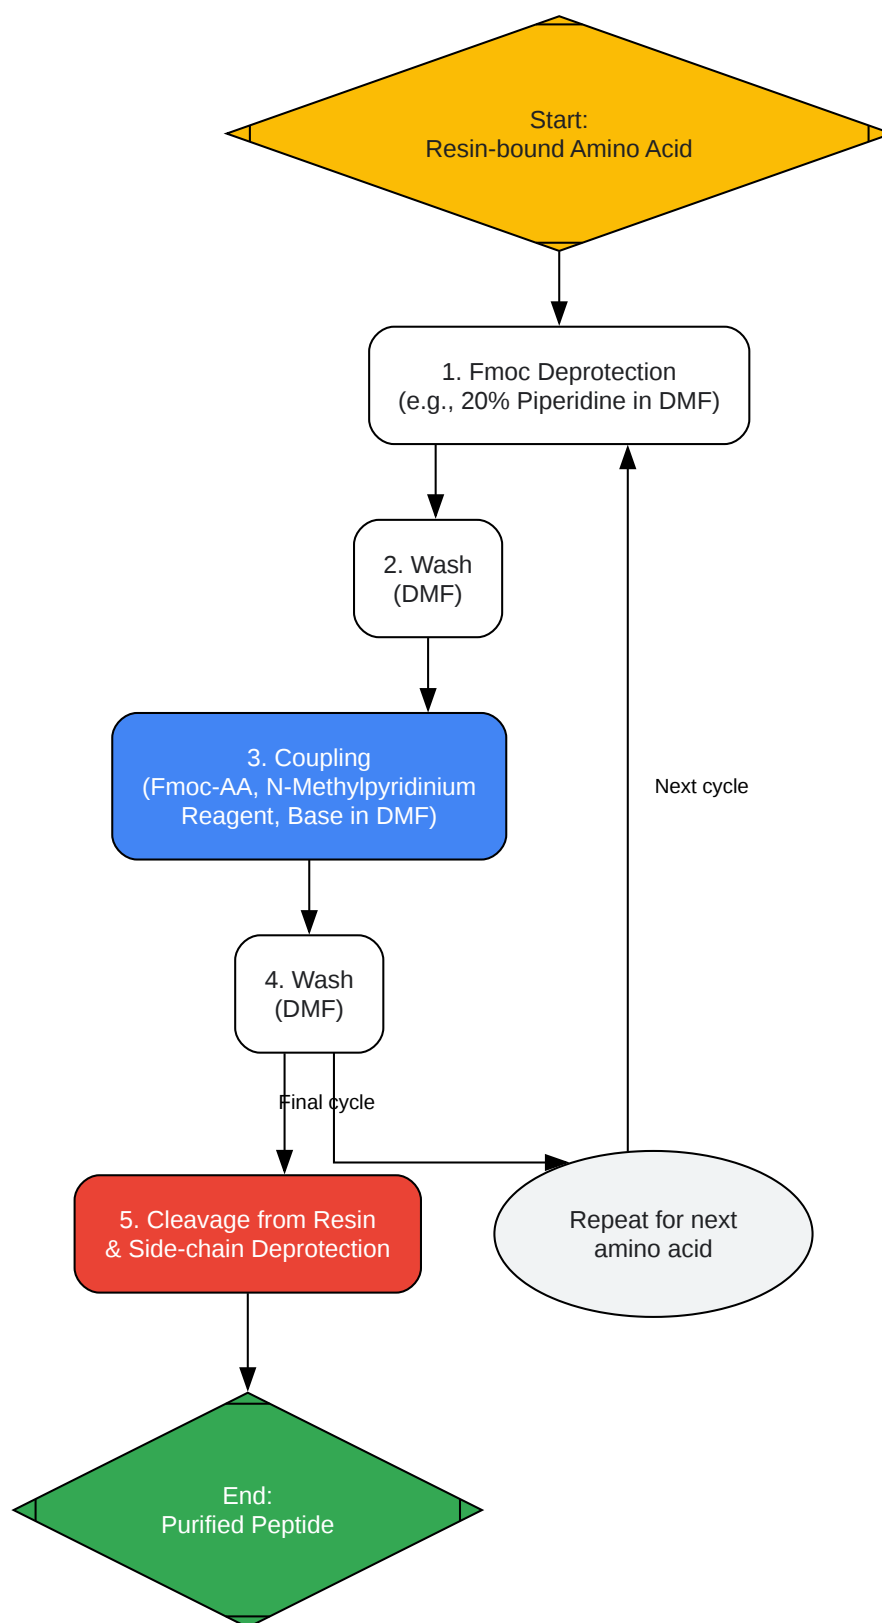 Start:
Resin-bound Amino Acid
1. Fmoc Deprotection
(e.g., 20% Piperidine in DMF)
2. Wash
(DMF)
3. Coupling
(Fmoc-AA, N-Methylpyridinium
Reagent, Base in DMF)
Next cycle
4. Wash
(DMF)
Final cycle
5. Cleavage from Resin
& Side-chain Deprotection
Repeat for next
amino acid
End:
Purified Peptide